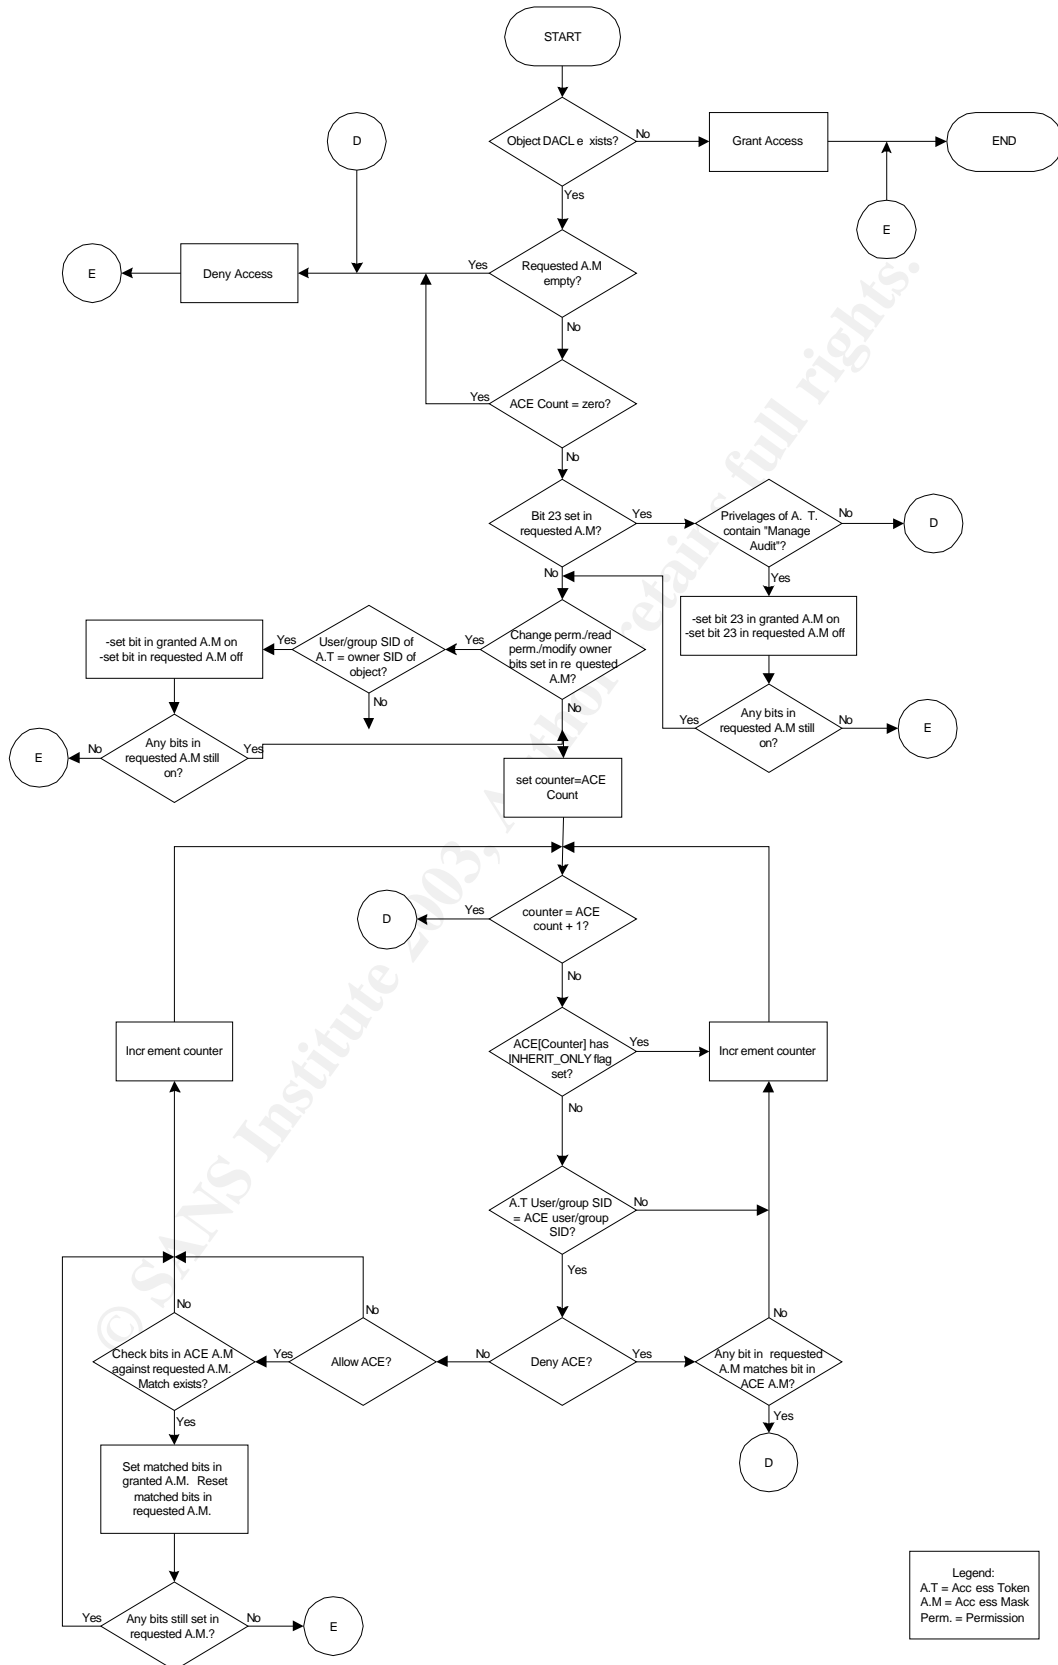 START
Object DACL e xists?
No
Grant Access
END
D
Yes
E
E
Deny Access
Yes
Requested A.M
empty?
No
Yes
ACE Count = zero?
No
Bit 23 set in
requested A.M?
Yes
Privelages of A. T.
contain "Manage
Audit"?
No
D
No
Yes
-set bit in granted A.M on
-set bit in requested A.M off
Yes
User/group SID of
A.T = owner SID of
object?
Yes
Change perm./read
perm./modify owner
bits set in re quested
A.M?
-set bit 23 in granted A.M on
-set bit 23 in requested A.M off
No
No
E
No
Any bits in
requested A.M still
on?
Yes
Yes
Any bits in
requested A.M still
on?
No
E
set counter=ACE
Count
D
Yes
counter = ACE
count + 1?
No
Incr ement counter
ACE[Counter] has
INHERIT_ONLY flag
set?
Yes
Incr ement counter
No
A.T User/group SID
= ACE user/group
SID?
No
Yes
No
No
No
Check bits in ACE A.M
against requested A.M.
Match exists?
Yes
Allow ACE?
No
Deny ACE?
Yes
Any bit in requested
A.M matches bit in
ACE A.M?
Yes
Yes
D
Set matched bits in
granted A.M. Reset
matched bits in
requested A.M.
Yes
Any bits still set in
requested A.M.?
No
E
Legend:
A.T = Acc ess Token
A.M = Acc ess Mask
Perm. = Permission
© SANS Institute 2003, Author retains full rights.